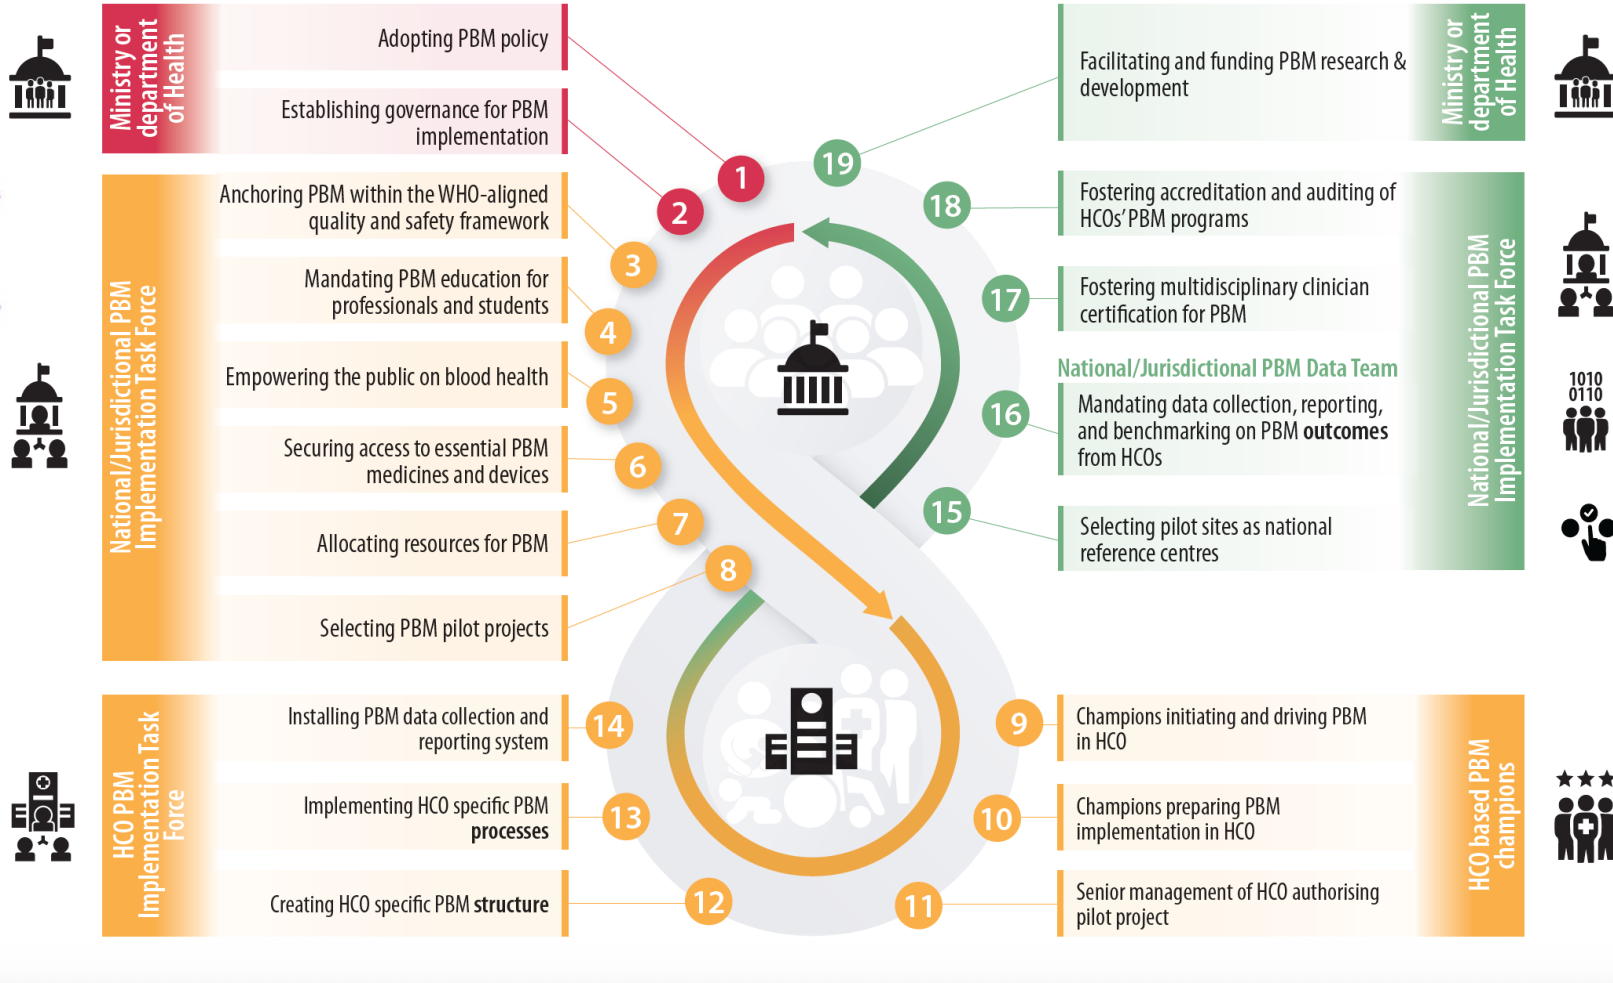 Ministry or
department
of Health
Adopting PBM policy
Establishing governance for PBM
implementation
National/Jurisdictional PBM
Implementation Task Force
Anchoring PBM within the WHO-aligned
quality and safety framework
Mandating PBM education for
professionals and students
Empowering the public on blood health
Securing access to essential PBM
medicines and devices
Allocating resources for PBM
Selecting PBM pilot projects
HCO PBM
Implementation Task
Force
Installing PBM data collection and
reporting system
Implementing HCO specific PBM
processes
Creating HCO specific PBM structure
1
2
3
4
5
6
7
8
14
13
12
19
18
17
16
15
9
10
11
Facilitating and funding PBM research &
development
Ministry or
department
of Health
Fostering accreditation and auditing of
HCOs' PBM programs
Fostering multidisciplinary clinician
certification for PBM
National/Jurisdictional PBM Data Team
Mandating data collection, reporting,
and benchmarking on PBM outcomes
from HCOs
Selecting pilot sites as national
reference centres
National/Jurisdictional PBM
Implementation Task Force
1010
0110
Champions initiating and driving PBM
in HCO
Champions preparing PBM
implementation in HCO
Senior management of HCO authorising
pilot project
HCO based PBM
champions